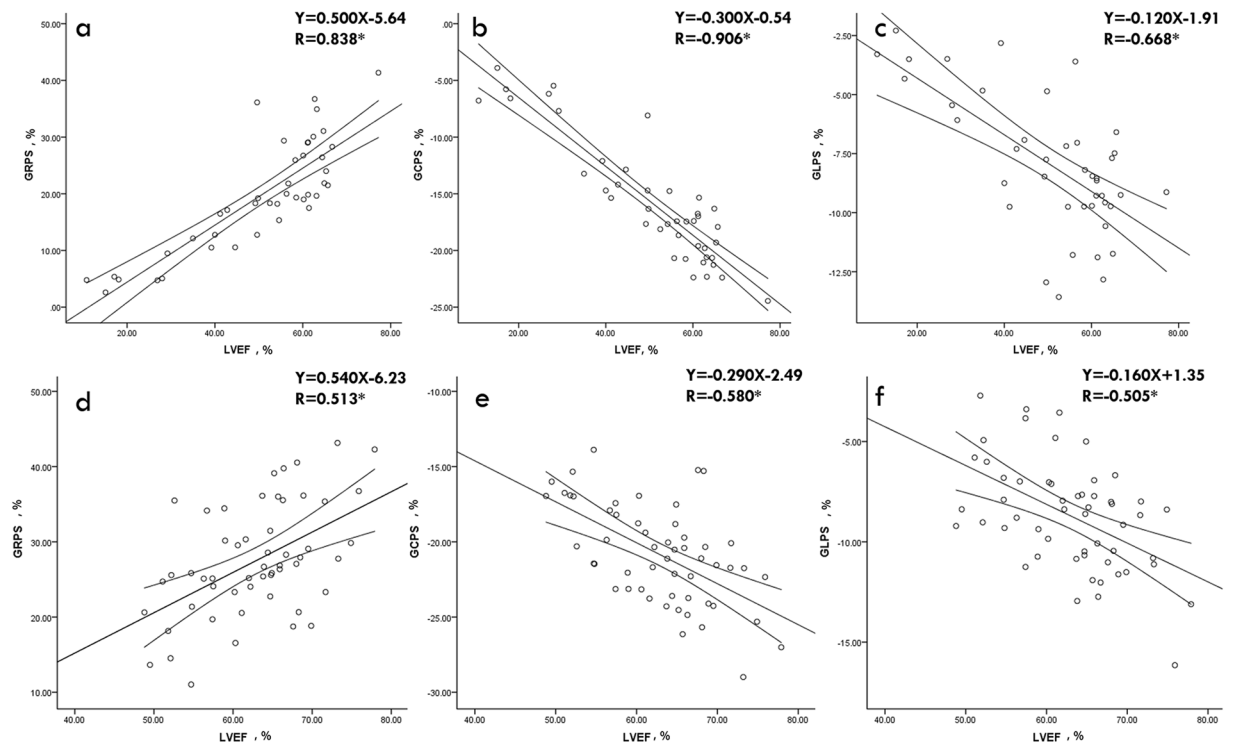 a
Y=0.500X-5.64
R=0.838*
50.00
40.00
30.00
20.00
10.00
.00
GRPS , %
20.00 40.00 60.00 80.00
LVEF , %
b
Y=-0.300X-0.54
R=-0.906*
.00
-5.00
-10.00
-15.00
-20.00
-25.00
GCPS , %
20.00 40.00 60.00 80.00
LVEF, %
c
Y=-0.120X-1.91
R=-0.668*
-2.50
-5.00
-7.50
-10.00
-12.50
GLPS , %
20.00 40.00 60.00 80.00
LVEF , %
d
Y=0.540X-6.23
R=0.513*
50.00
40.00
30.00
20.00
10.00
GRPS , %
40.00 50.00 60.00 70.00 80.00
LVEF , %
e
Y=-0.290X-2.49
R=-0.580*
-10.00
-15.00
-20.00
-25.00
-30.00
GCPS , %
40.00 50.00 60.00 70.00 80.00
LVEF , %
f
Y=-0.160X+1.35
R=-0.505*
-5.00
-10.00
-15.00
GLPS , %
40.00 50.00 60.00 70.00 80.00
LVEF , %